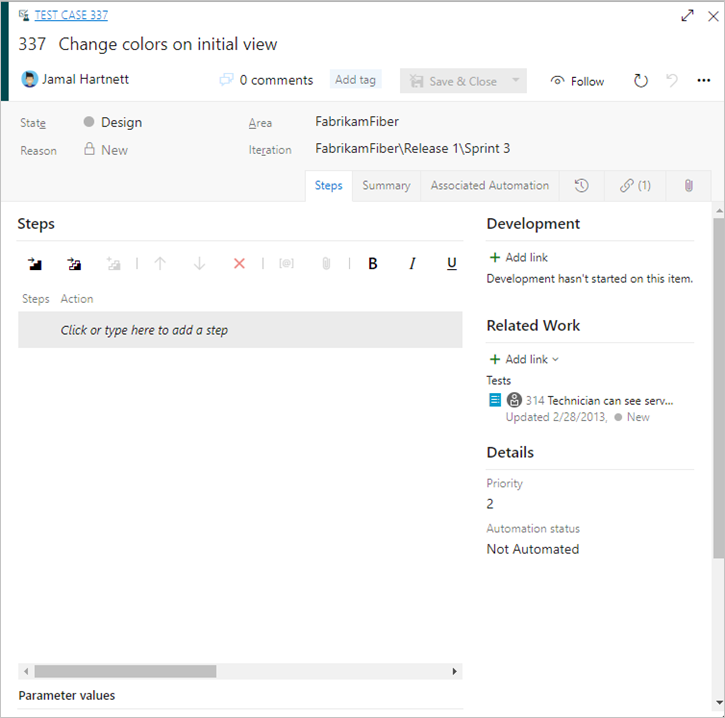 TEST CASE 337
337 Change colors on initial view
Jamal Hartnett
0 comments
Add tag
Save & Close
Follow
State
Design
Area
FabrikamFiber
Reason
New
Iteration
FabrikamFiber\Release 1\Sprint 3
Steps
Summary
Associated Automation
(1)
Steps
B
I
U
Steps
Action
Click or type here to add a step
Parameter values
Development
+ Add link
Development hasn't started on this item.
Related Work
+ Add link
Tests
314 Technician can see serv...
Updated 2/28/2013, New
Details
Priority
2
Automation status
Not Automated